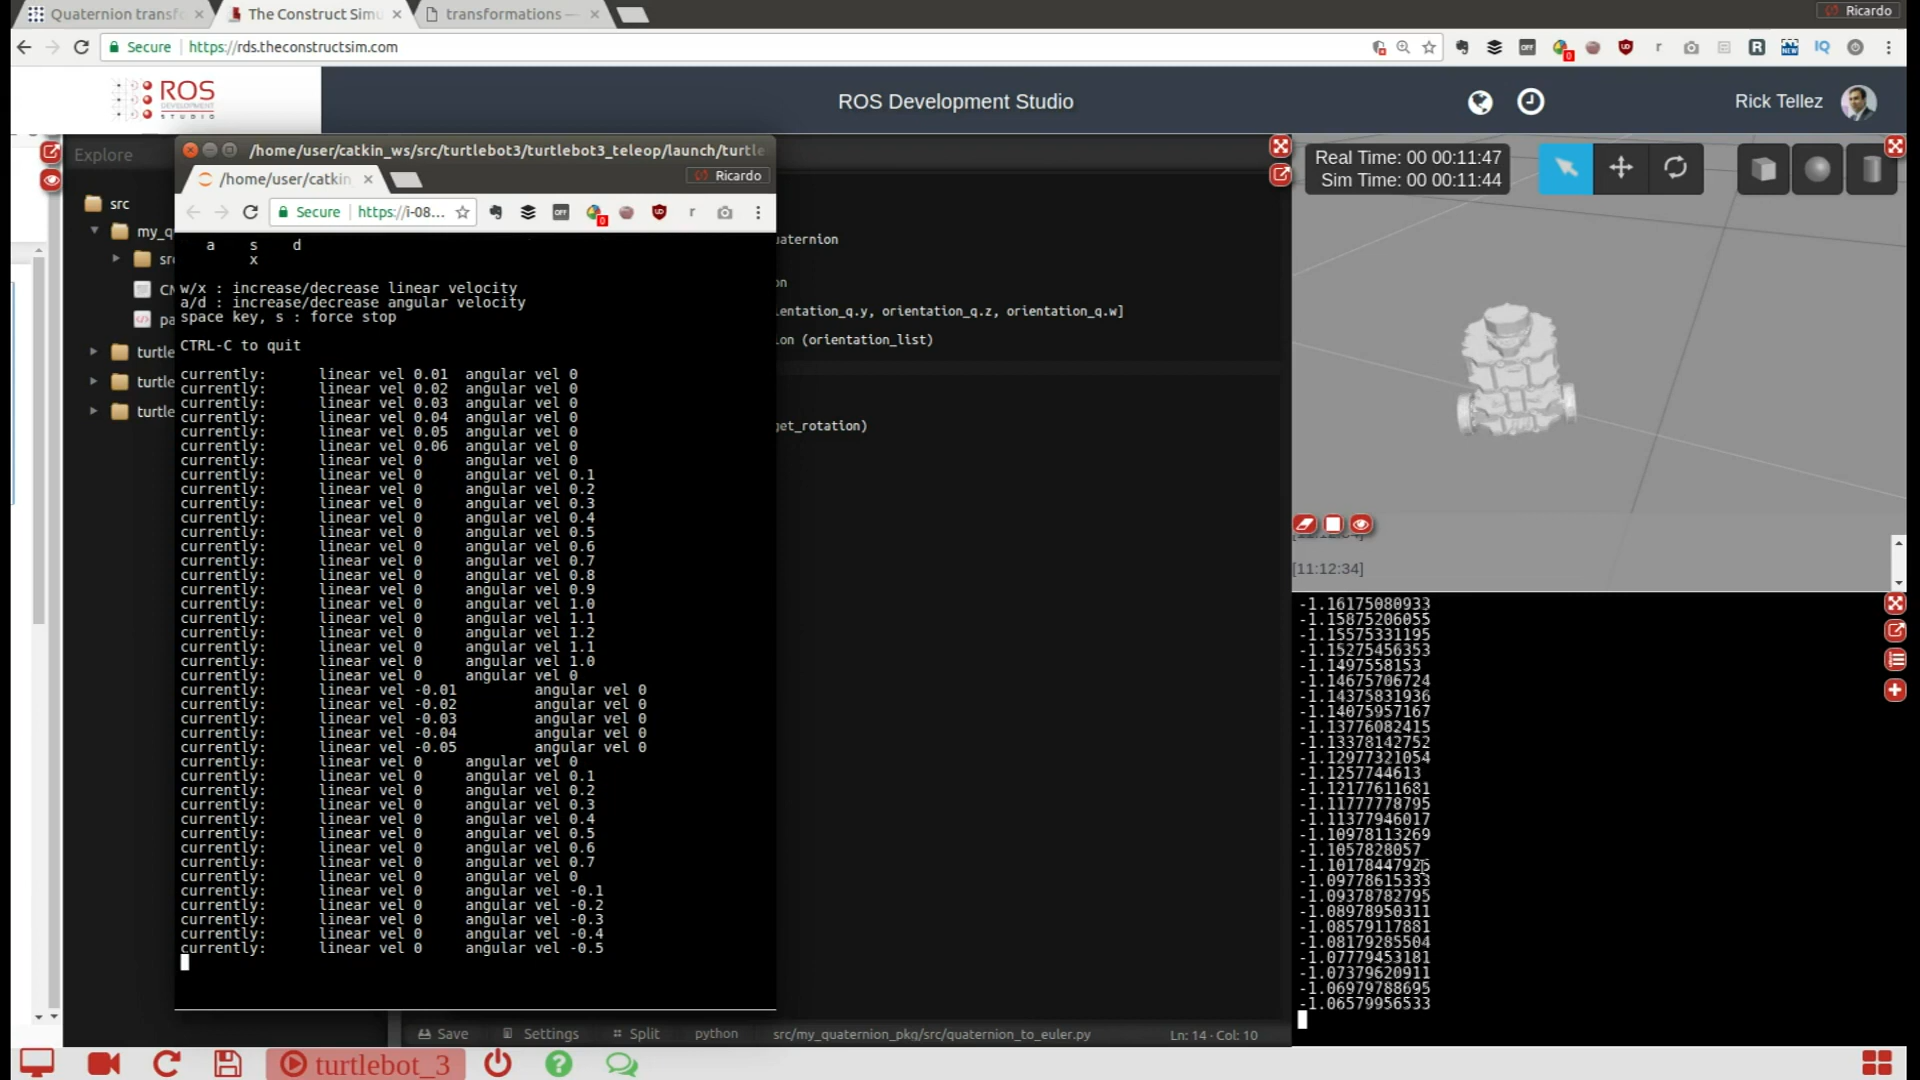 Quaternion transf
The Construct Simu
transformations —
Ricardo
Secure
https://rds.theconstructsim.com
ROS
DEVELOPMENT
STUDIO
ROS Development Studio
Rick Tellez
Explore
src
my_q
sr
CM
pa
turtle
turtle
turtle
/home/user/catkin_ws/src/turtlebot3/turtlebot3_teleop/launch/turtle
/home/user/catkin
Ricardo
Secure
https://i-08...
a s d
x
w/x : increase/decrease linear velocity
a/d : increase/decrease angular velocity
space key, s : force stop
CTRL-C to quit
currently: linear vel 0.01 angular vel 0
currently: linear vel 0.02 angular vel 0
currently: linear vel 0.03 angular vel 0
currently: linear vel 0.04 angular vel 0
currently: linear vel 0.05 angular vel 0
currently: linear vel 0.06 angular vel 0
currently: linear vel 0 angular vel 0
currently: linear vel 0 angular vel 0.1
currently: linear vel 0 angular vel 0.2
currently: linear vel 0 angular vel 0.3
currently: linear vel 0 angular vel 0.4
currently: linear vel 0 angular vel 0.5
currently: linear vel 0 angular vel 0.6
currently: linear vel 0 angular vel 0.7
currently: linear vel 0 angular vel 0.8
currently: linear vel 0 angular vel 0.9
currently: linear vel 0 angular vel 1.0
currently: linear vel 0 angular vel 1.1
currently: linear vel 0 angular vel 1.2
currently: linear vel 0 angular vel 1.1
currently: linear vel 0 angular vel 1.0
currently: linear vel 0 angular vel 0
currently: linear vel -0.01 angular vel 0
currently: linear vel -0.02 angular vel 0
currently: linear vel -0.03 angular vel 0
currently: linear vel -0.04 angular vel 0
currently: linear vel -0.05 angular vel 0
currently: linear vel 0 angular vel 0
currently: linear vel 0 angular vel 0.1
currently: linear vel 0 angular vel 0.2
currently: linear vel 0 angular vel 0.3
currently: linear vel 0 angular vel 0.4
currently: linear vel 0 angular vel 0.5
currently: linear vel 0 angular vel 0.6
currently: linear vel 0 angular vel 0.7
currently: linear vel 0 angular vel 0
currently: linear vel 0 angular vel -0.1
currently: linear vel 0 angular vel -0.2
currently: linear vel 0 angular vel -0.3
currently: linear vel 0 angular vel -0.4
currently: linear vel 0 angular vel -0.5
uaternion
on
entation_q.y, orientation_q.z, orientation_q.w]
ion (orientation_list)
get_rotation)
Save Settings Split python src/my_quaternion_pkg/src/quaternion_to_euler.py Ln: 14 · Col: 10
Real Time: 00 00:11:47
Sim Time: 00 00:11:44
[11:12:34]
-1.16175080933
-1.15875206055
-1.15575331195
-1.15275456353
-1.1497558153
-1.14675706724
-1.14375831936
-1.14075957167
-1.13776082415
-1.13378142752
-1.12977321054
-1.1257744613
-1.12177611681
-1.11777778795
-1.11377946017
-1.10978113269
-1.1057828057
-1.10178447925
-1.09778615333
-1.09378782795
-1.08978950311
-1.08579117881
-1.08179285504
-1.07779453181
-1.07379620911
-1.06979788695
-1.06579956533
turtlebot_3